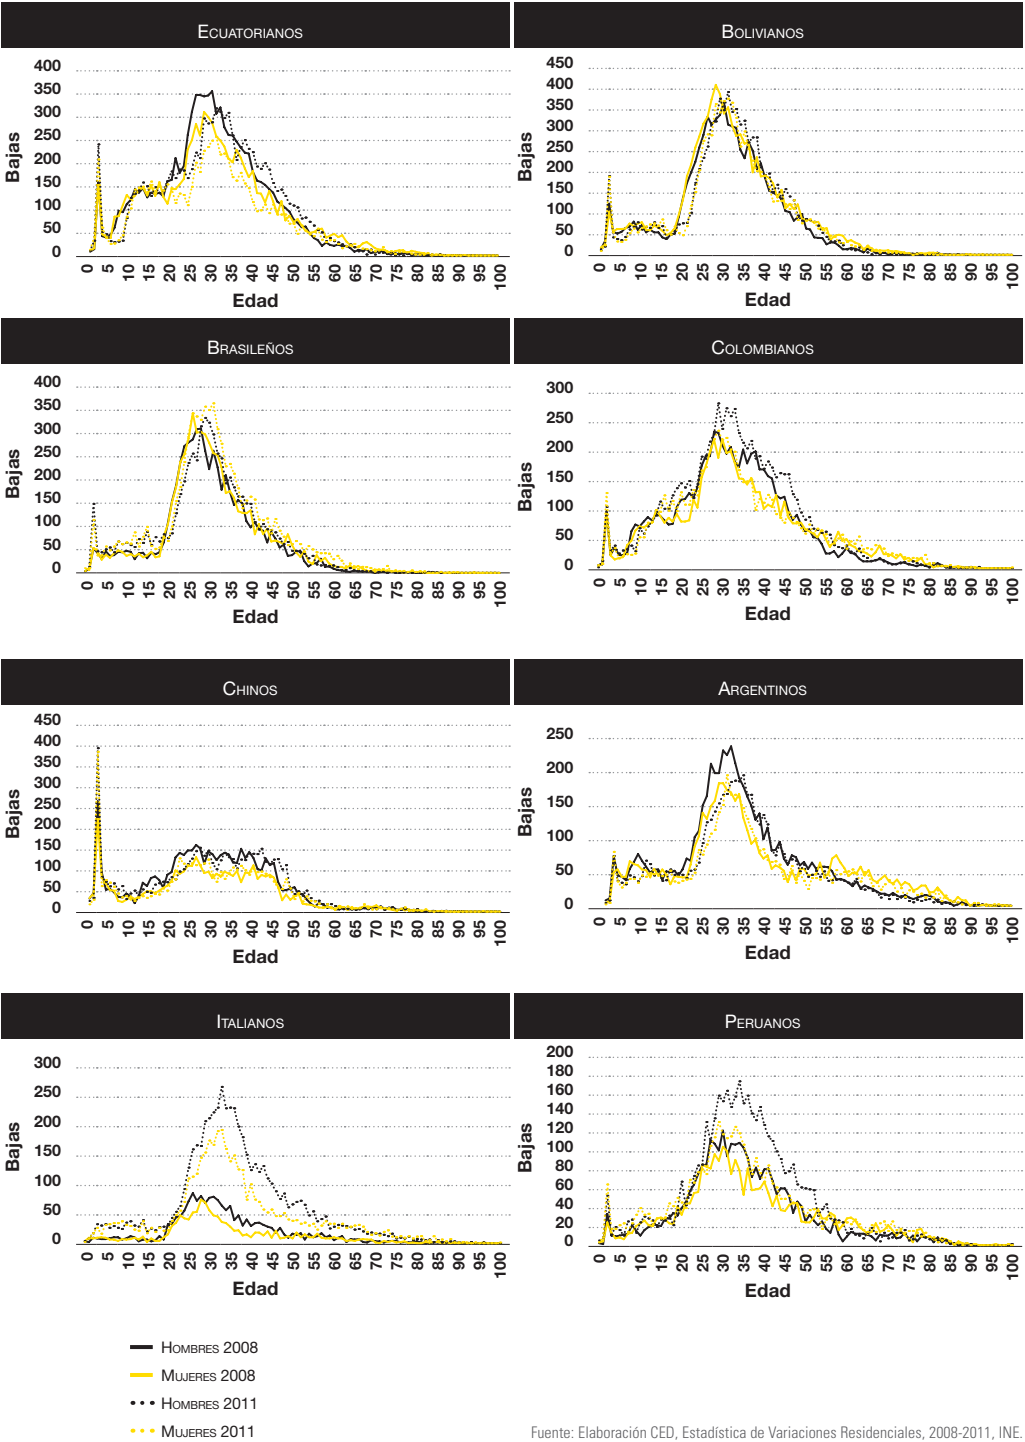 Ecuatorianos
400
350
300
250
200
150
100
50
0
Bajas
0 5 10 15 20 25 30 35 40 45 50 55 60 65 70 75 80 85 90 95 100
Edad
Bolivianos
450
400
350
300
250
200
150
100
50
0
Bajas
0 5 10 15 20 25 30 35 40 45 50 55 60 65 70 75 80 85 90 95 100
Edad
Brasileños
400
350
300
250
200
150
100
50
0
Bajas
0 5 10 15 20 25 30 35 40 45 50 55 60 65 70 75 80 85 90 95 100
Edad
Colombianos
300
250
200
150
100
50
0
Bajas
0 5 10 15 20 25 30 35 40 45 50 55 60 65 70 75 80 85 90 95 100
Edad
Chinos
450
400
350
300
250
200
150
100
50
0
Bajas
0 5 10 15 20 25 30 35 40 45 50 55 60 65 70 75 80 85 90 95 100
Edad
Argentinos
250
200
150
100
50
0
Bajas
0 5 10 15 20 25 30 35 40 45 50 55 60 65 70 75 80 85 90 95 100
Edad
Italianos
300
250
200
150
100
50
0
Bajas
0 5 10 15 20 25 30 35 40 45 50 55 60 65 70 75 80 85 90 95 100
Edad
Peruanos
200
180
160
140
120
100
80
60
40
20
0
Bajas
0 5 10 15 20 25 30 35 40 45 50 55 60 65 70 75 80 85 90 95 100
Edad
Hombres 2008
Mujeres 2008
Hombres 2011
Mujeres 2011
Fuente: Elaboración CED, Estadística de Variaciones Residenciales, 2008-2011, INE.